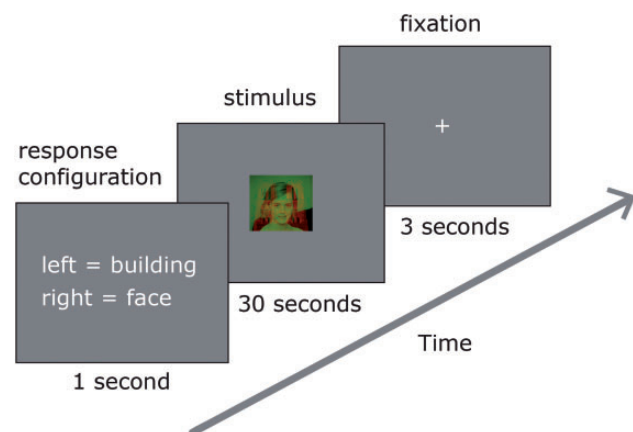 fixation
stimulus
response
configuration
left = building
right = face
3 seconds
30 seconds
1 second
Time